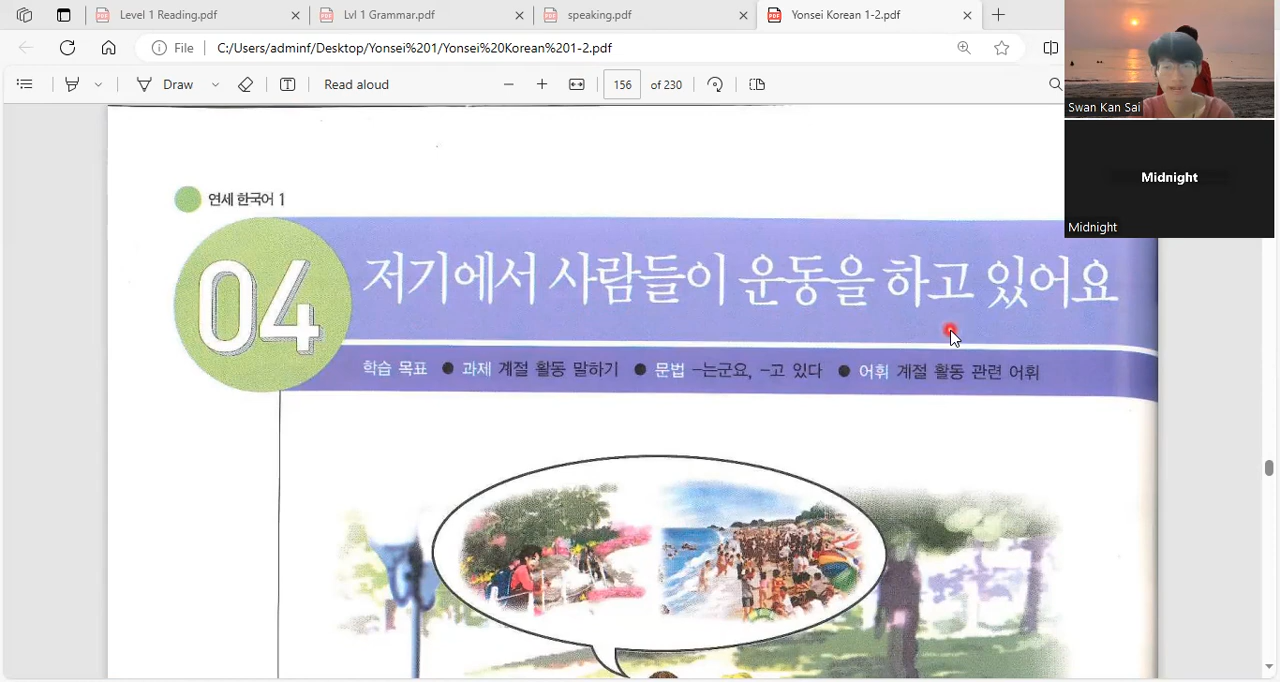 Level 1 Reading.pdf
Lvl 1 Grammar.pdf
speaking.pdf
Yonsei Korean 1-2.pdf
File
C:/Users/adminf/Desktop/Yonsei%201/Yonsei%20Korean%201-2.pdf
Draw
Read aloud
156 of 230
Swan Kan Sai
Midnight
Midnight
연세 한국어 1
04 저기에서 사람들이 운동을 하고 있어요
학습 목표 ● 과제 계절 활동 말하기 ● 문법 -는군요, -고 있다 ● 어휘 계절 활동 관련 어휘